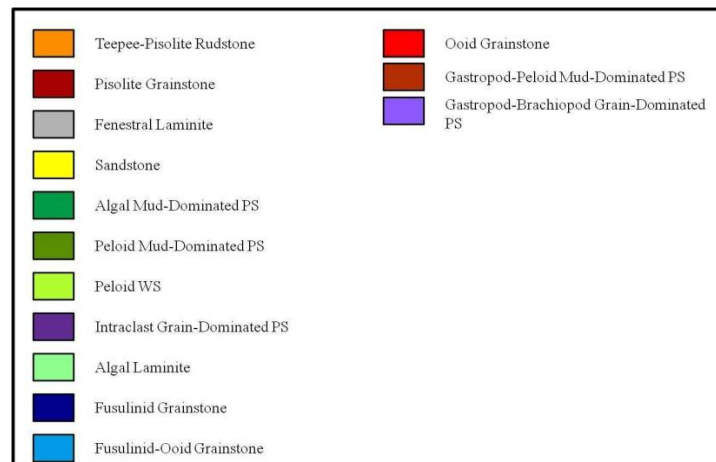 Teepee-Pisolite Rudstone
Pisolite Grainstone
Fenestral Laminite
Sandstone
Algal Mud-Dominated PS
Peloid Mud-Dominated PS
Peloid WS
Intraclast Grain-Dominated PS
Algal Laminite
Fusulinid Grainstone
Fusulinid-Ooid Grainstone
Ooid Grainstone
Gastropod-Peloid Mud-Dominated PS
Gastropod-Brachiopod Grain-Dominated
PS